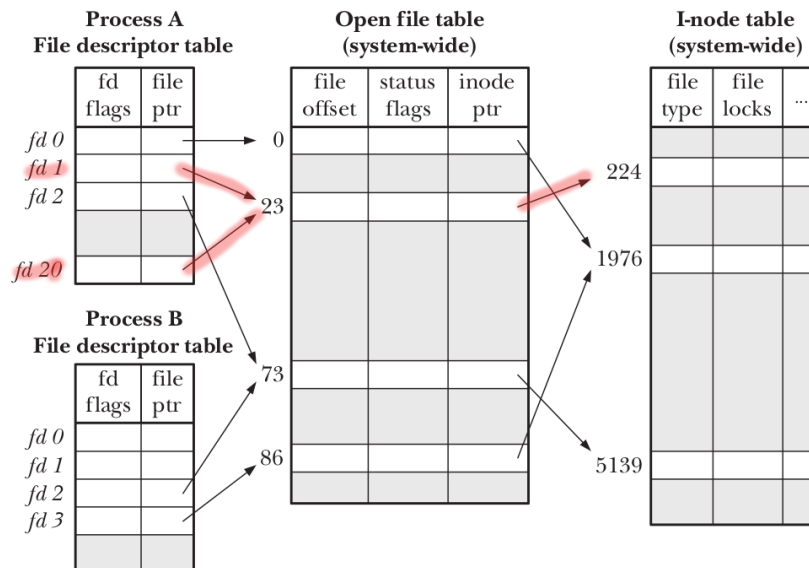 Process A
File descriptor table
fd flags
file ptr
fd 0
fd 1
fd 2
fd 20
Process B
File descriptor table
fd flags
file ptr
fd 0
fd 1
fd 2
fd 3
Open file table
(system-wide)
file offset
status flags
inode ptr
0
23
73
86
I-node table
(system-wide)
file type
file locks
...
224
1976
5139